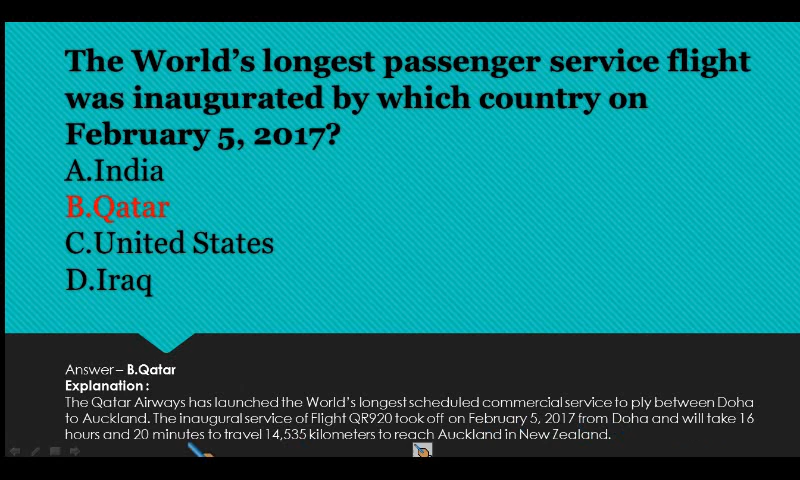 The World’s longest passenger service flight
was inaugurated by which country on
February 5, 2017?
A.India
B.Qatar
C.United States
D.Iraq
Answer – B.Qatar
Explanation :
The Qatar Airways has launched the World’s longest scheduled commercial service to ply between Doha
to Auckland. The inaugural service of Flight QR920 took off on February 5, 2017 from Doha and will take 16
hours and 20 minutes to travel 14,535 kilometers to reach Auckland in New Zealand.